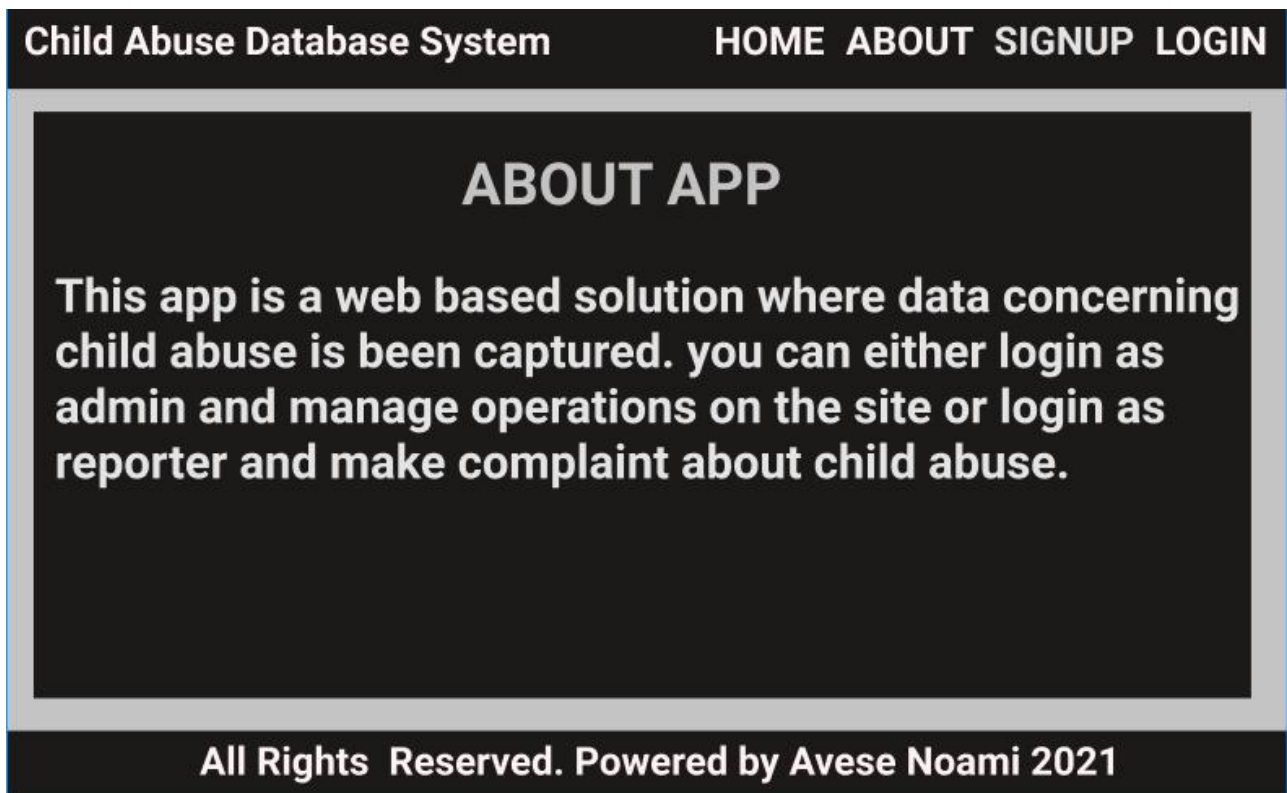 Child Abuse Database System HOME ABOUT SIGNUP LOGIN
ABOUT APP
This app is a web based solution where data concerning
child abuse is been captured. you can either login as
admin and manage operations on the site or login as
reporter and make complaint about child abuse.
All Rights Reserved. Powered by Avese Noami 2021